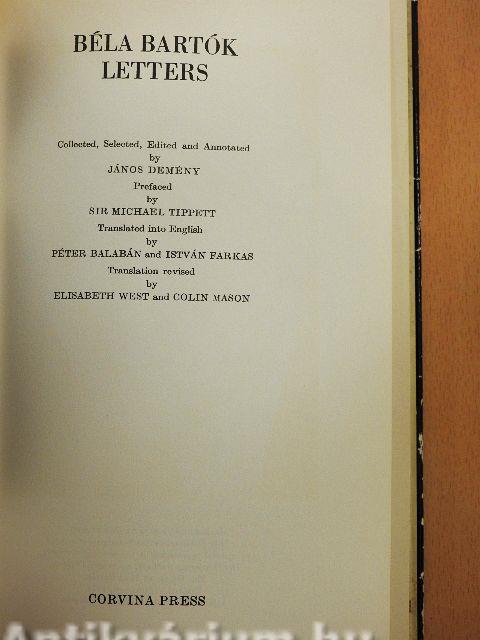 BÉLA BARTÓK
LETTERS
Collected, Selected, Edited and Annotated
by
JÁNOS DEMÉNY
Prefaced
by
SIR MICHAEL TIPPETT
Translated into English
by
PÉTER BALABÁN and ISTVÁN FARKAS
Translation revised
by
ELISABETH WEST and COLIN MASON
CORVINA PRESS
Antikvárium.hu